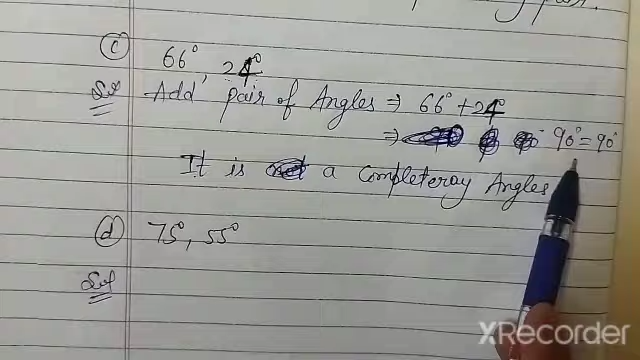 (c) 66°, 24°
Sol Add pair of Angles ⇒ 66° + 24°
⇒ 90° = 90°
It is a Completeray Angles
(d) 75°, 55°
Sol
XRecorder